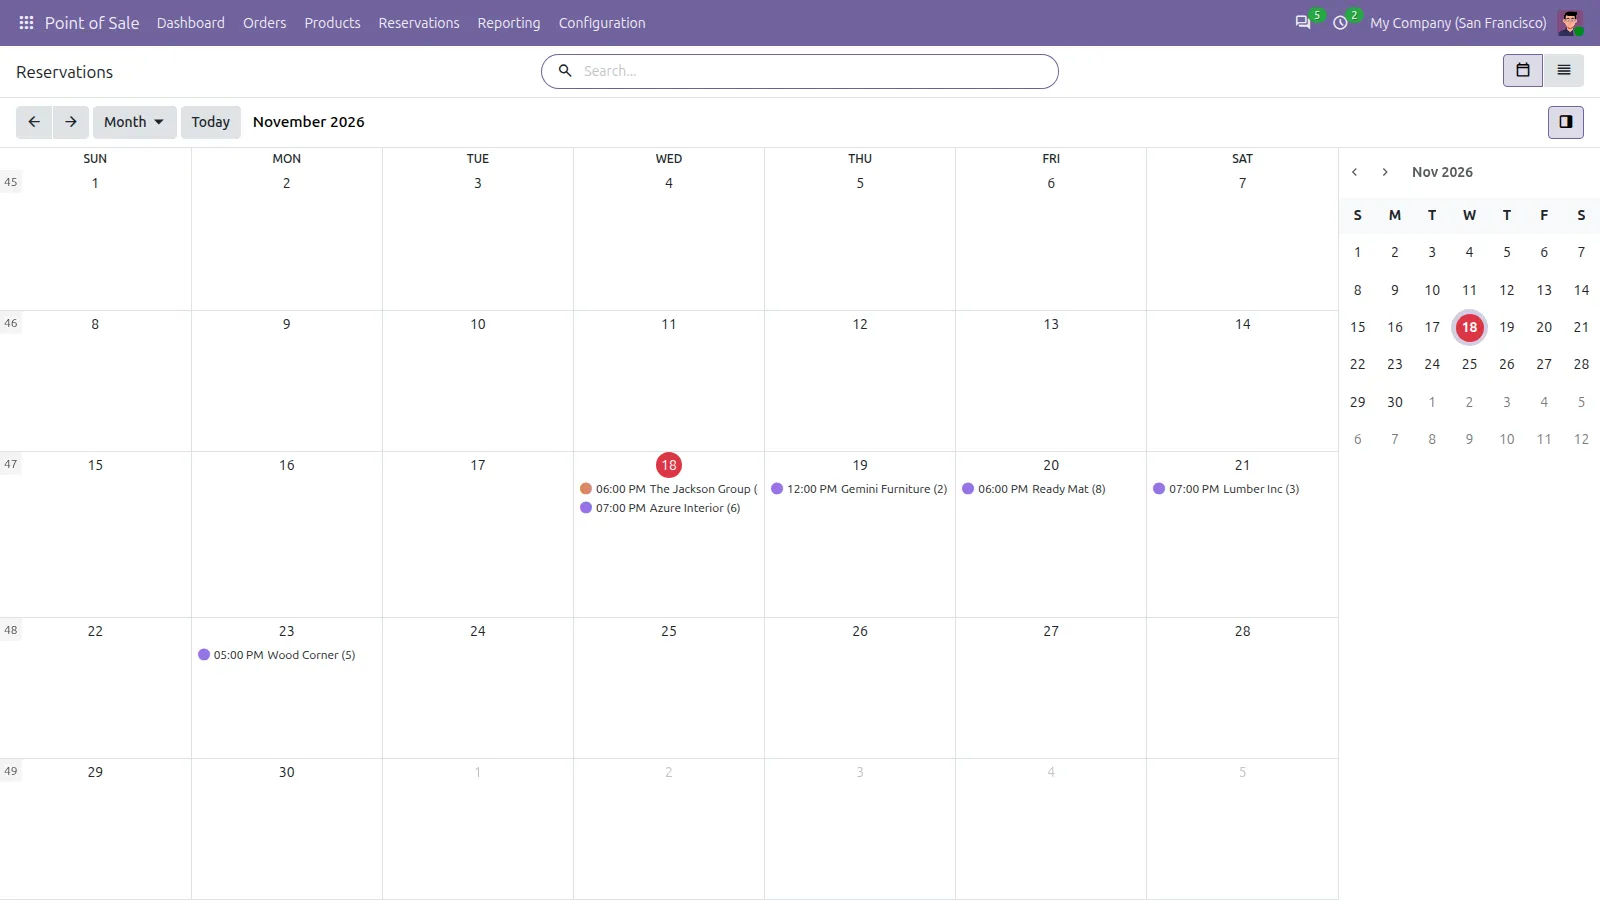 Point of Sale Dashboard Orders Products Reservations Reporting Configuration 5 2 My Company (San Francisco)
Reservations Search...
Month Today November 2026
SUN MON TUE WED THU FRI SAT
45 1 2 3 4 5 6 7
46 8 9 10 11 12 13 14
47 15 16 17 18 19 20 21
06:00 PM The Jackson Group ( 12:00 PM Gemini Furniture (2) 06:00 PM Ready Mat (8) 07:00 PM Lumber Inc (3)
07:00 PM Azure Interior (6)
48 22 23 24 25 26 27 28
05:00 PM Wood Corner (5)
49 29 30 1 2 3 4 5
Nov 2026
S M T W T F S
1 2 3 4 5 6 7
8 9 10 11 12 13 14
15 16 17 18 19 20 21
22 23 24 25 26 27 28
29 30 1 2 3 4 5
6 7 8 9 10 11 12